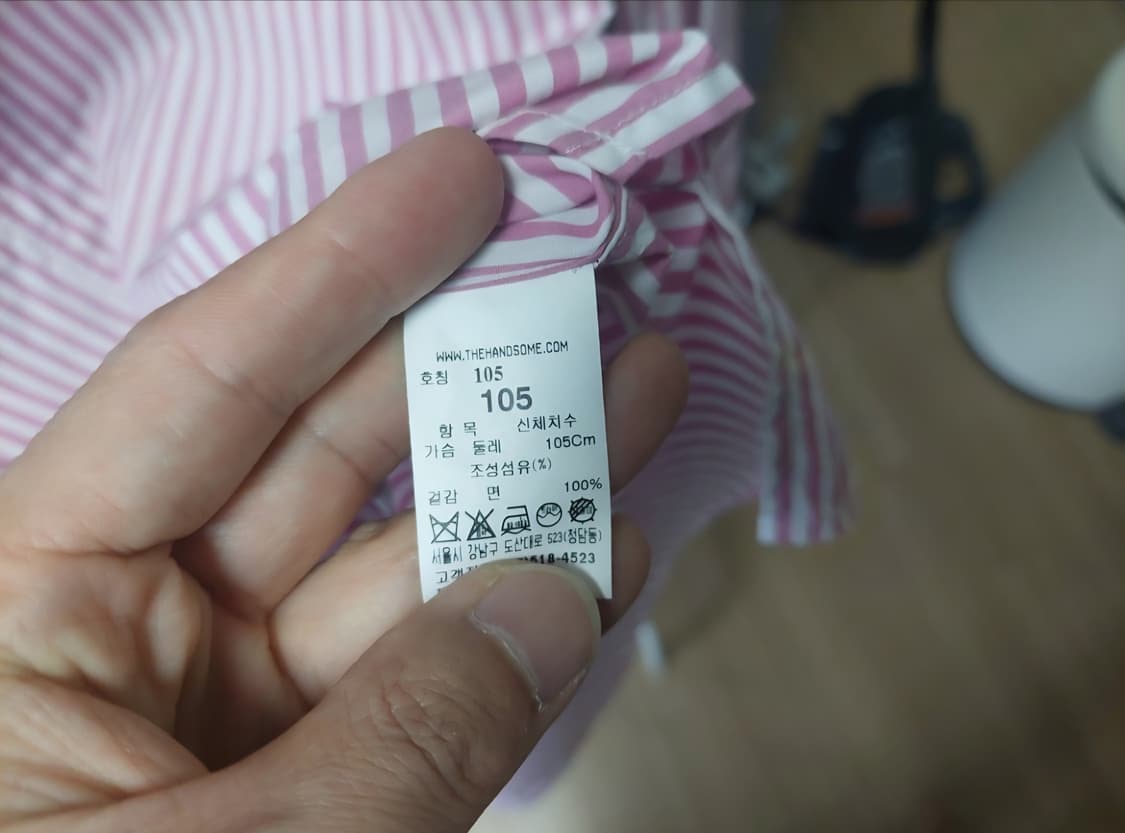 WWW.THEHANDSOME.COM
호칭 105
105
항 목 신체치수
가슴 둘레 105Cm
조성섬유(%)
겉감 면 100%
서울시 강남구 도산대로 523(청담동)
518-4523